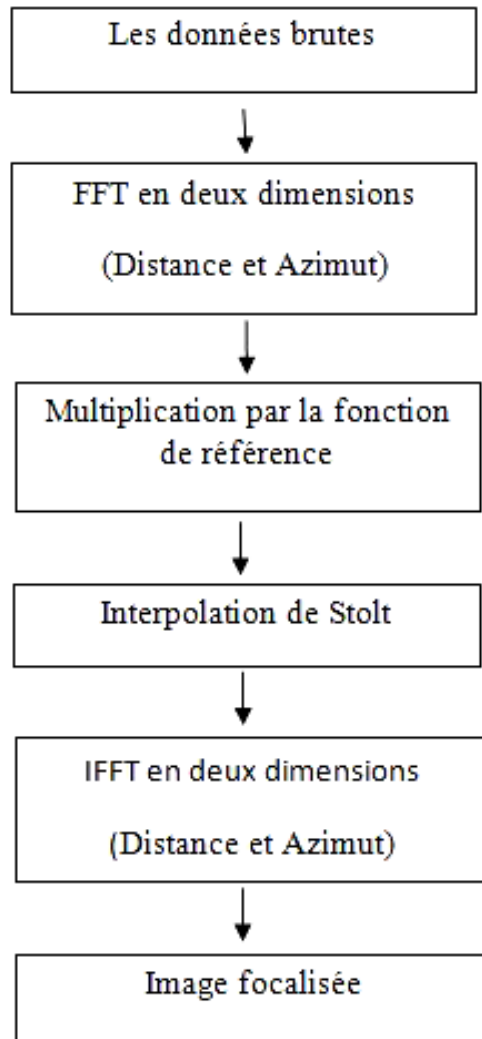 Les données brutes
FFT en deux dimensions
(Distance et Azimut)
Multiplication par la fonction
de référence
Interpolation de Stolt
IFFT en deux dimensions
(Distance et Azimut)
Image focalisée